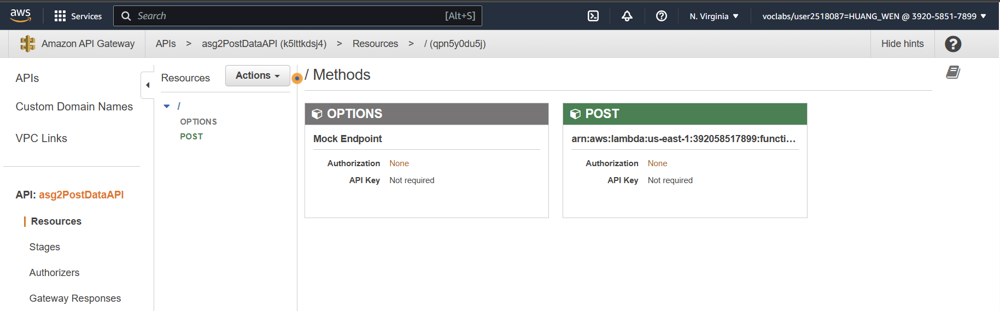 aws Services Search [Alt+S] N. Virginia voclabs/user2518087=HUANG_WEN @ 3920-5851-7899
Amazon API Gateway APIs > asg2PostDataAPI (k5lttkdsj4) > Resources > / (qpn5y0du5j) Hide hints ?
APIs
Custom Domain Names
VPC Links
API: asg2PostDataAPI
Resources
Stages
Authorizers
Gateway Responses
Resources Actions
/
OPTIONS
POST
/ Methods
OPTIONS
Mock Endpoint
Authorization None
API Key Not required
POST
arn:aws:lambda:us-east-1:392058517899:functi...
Authorization None
API Key Not required